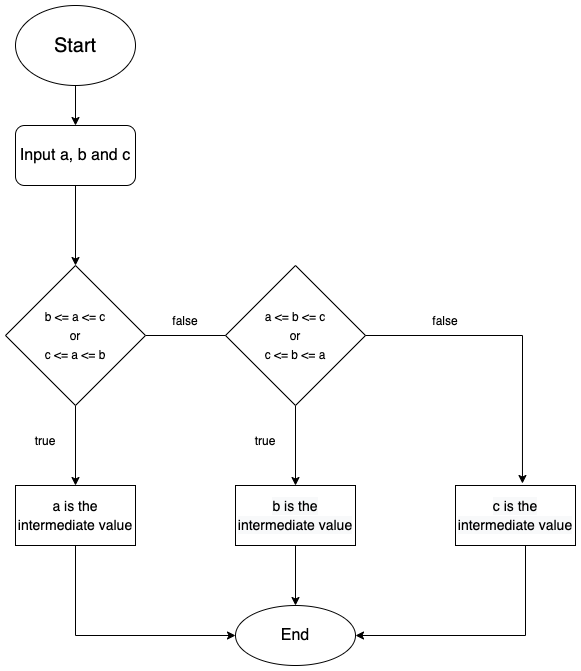 Start
Input a, b and c
b <= a <= c
or
c <= a <= b
false
a <= b <= c
or
c <= b <= a
false
true
true
a is the
intermediate value
b is the
intermediate value
c is the
intermediate value
End